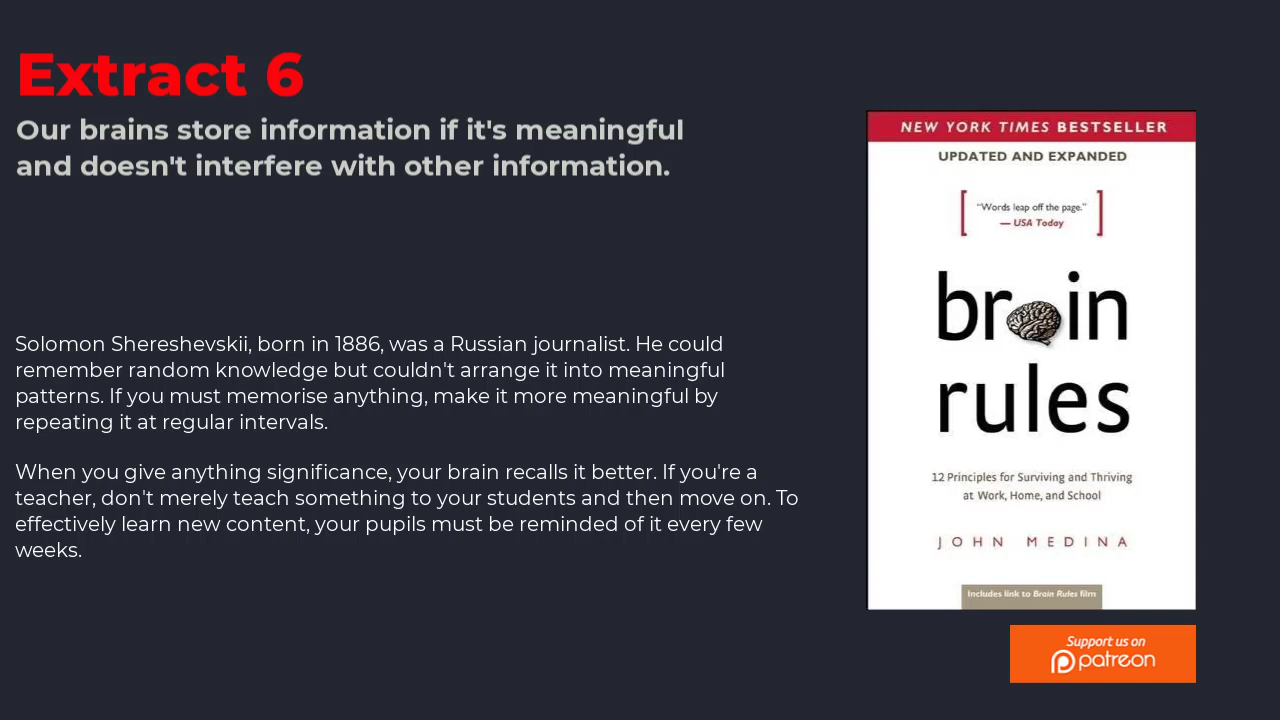 Extract 6
Our brains store information if it's meaningful
and doesn't interfere with other information.
Solomon Shereshevskii, born in 1886, was a Russian journalist. He could
remember random knowledge but couldn't arrange it into meaningful
patterns. If you must memorise anything, make it more meaningful by
repeating it at regular intervals.
When you give anything significance, your brain recalls it better. If you're a
teacher, don't merely teach something to your students and then move on. To
effectively learn new content, your pupils must be reminded of it every few
weeks.
NEW YORK TIMES BESTSELLER
UPDATED AND EXPANDED
"Words leap off the page."
— USA Today
brain
rules
12 Principles for Surviving and Thriving
at Work, Home, and School
JOHN MEDINA
Includes link to Brain Rules film
Support us on
patreon